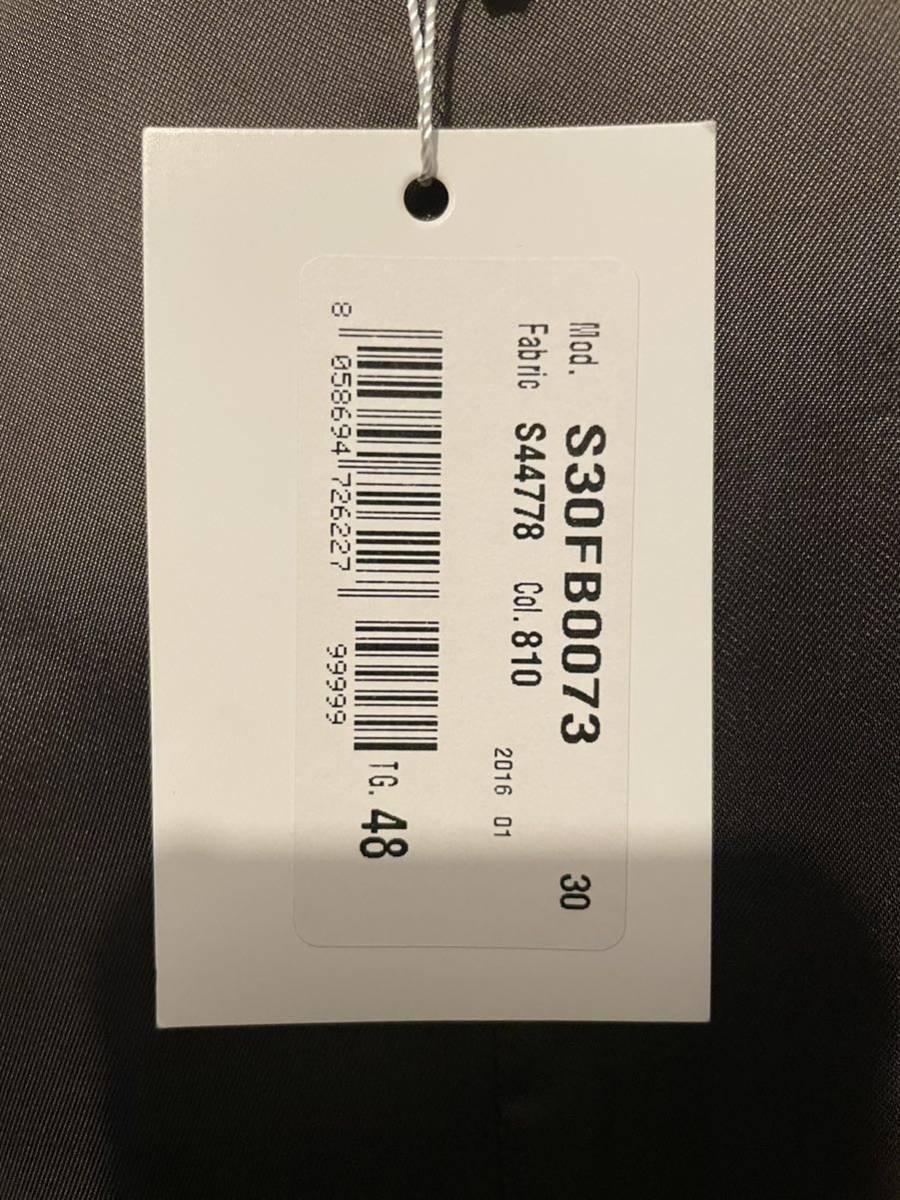 Mod. S30FB0073 30
Fabric S44778 Col. 810
2016 01
TG. 48
8 058694 726227 99999